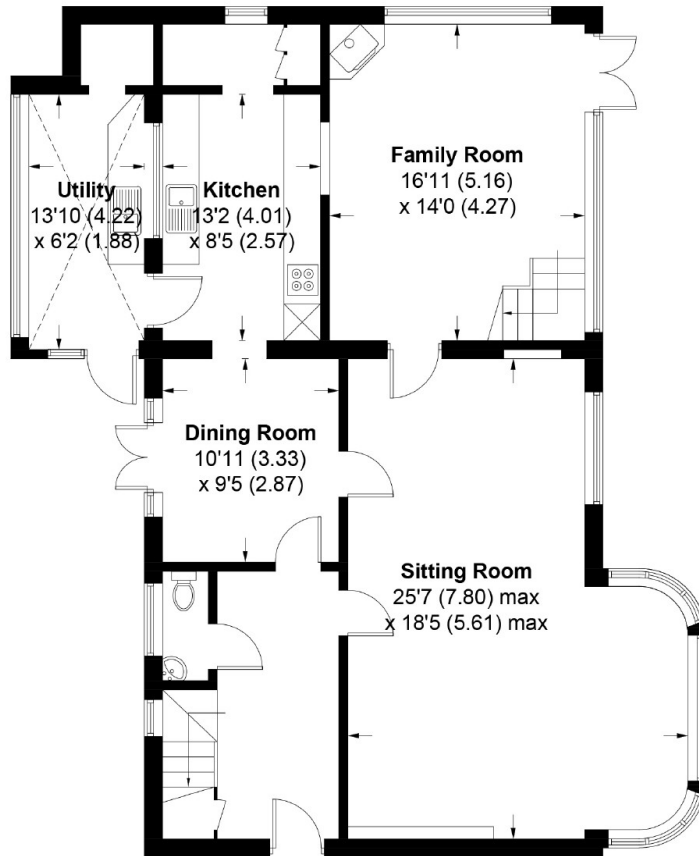 Family Room
16'11 (5.16)
x 14'0 (4.27)
Utility
13'10 (4.22)
x 6'2 (1.88)
Kitchen
13'2 (4.01)
x 8'5 (2.57)
Dining Room
10'11 (3.33)
x 9'5 (2.87)
Sitting Room
25'7 (7.80) max
x 18'5 (5.61) max